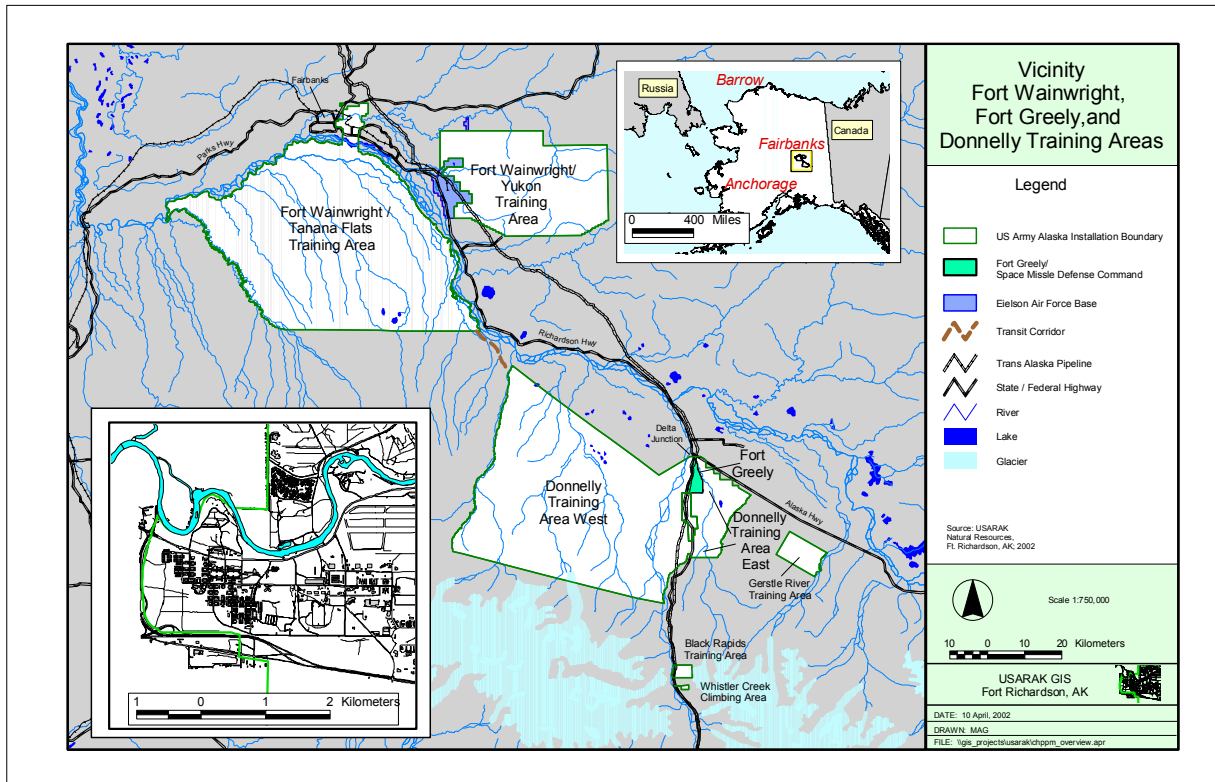 Fairbanks
Parks Hwy
Fort Wainwright/
Yukon
Training
Area
Fort Wainwright /
Tanana Flats
Training Area
Richardson Hwy
Delta
Junction
Fort
Greely
Donnelly
Training
Area West
Donnelly
Training
Area
East
Alaska Hwy
Gerstle River
Training Area
Black Rapids
Training Area
Whistler Creek
Climbing Area
Russia
Barrow
Canada
Fairbanks
Anchorage
0 400 Miles
1 0 1 2 Kilometers
Vicinity
Fort Wainwright,
Fort Greely,and
Donnelly Training Areas
Legend
US Army Alaska Installation Boundary
Fort Greely/
Space Missle Defense Command
Eielson Air Force Base
Transit Corridor
Trans Alaska Pipeline
State / Federal Highway
River
Lake
Glacier
Source: USARAK
Natural Resources,
Ft. Richardson, AK; 2002
Scale 1:750,000
10 0 10 20 Kilometers
USARAK GIS
Fort Richardson, AK
DATE: 10 April, 2002
DRAWN: MAG
FILE: \\gis_projects\usarak\chppm_overview.apr